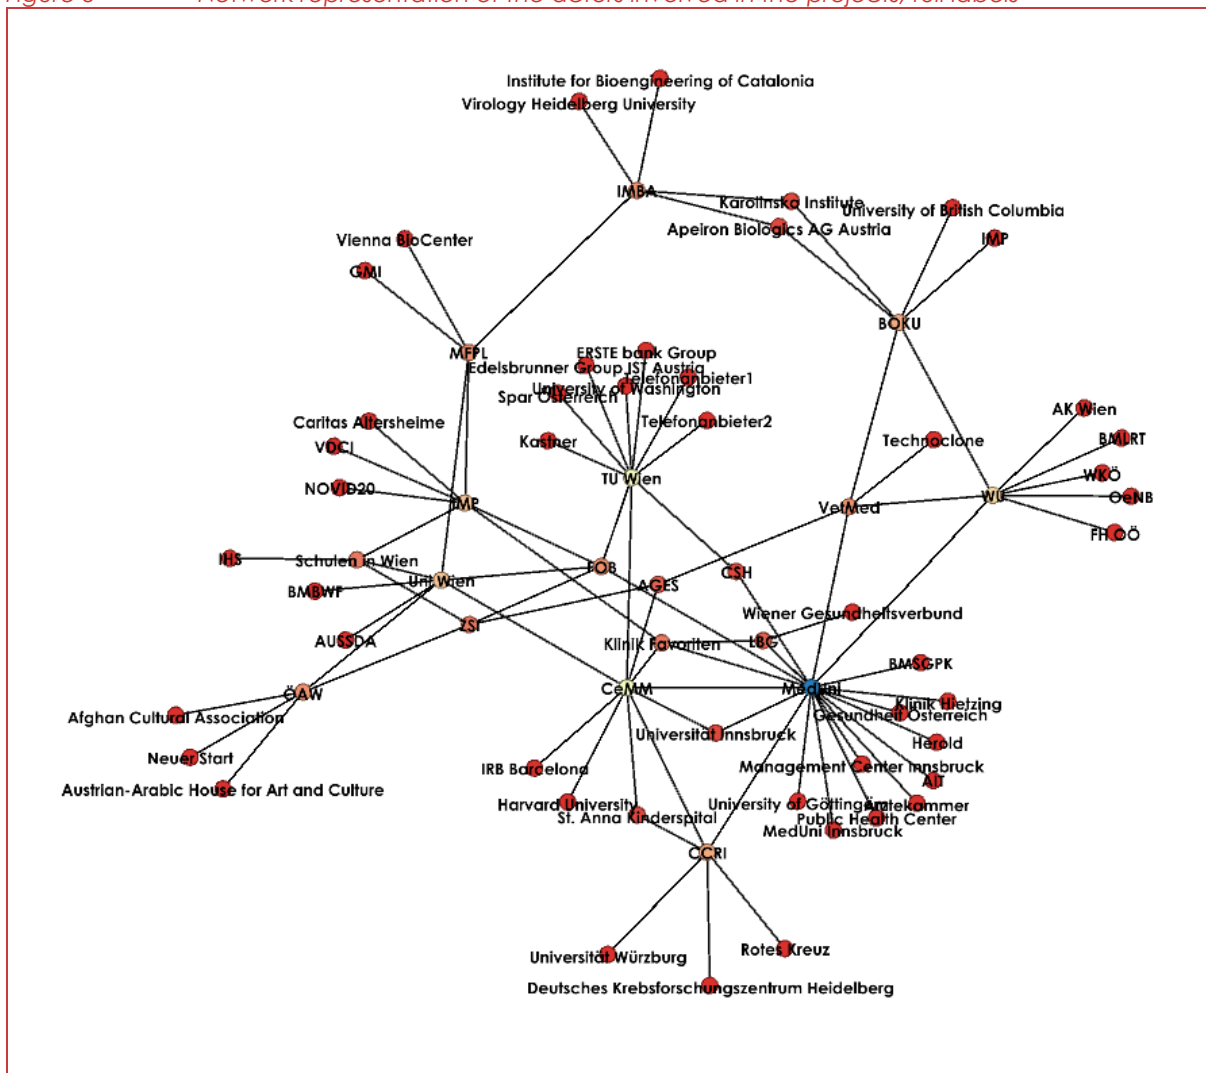 Institute for Bioengineering of Catalonia
Virology Heidelberg University
IMBA
Karolinska Institute
University of British Columbia
Apeiron Biologics AG Austria
IMP
Vienna BioCenter
GMI
BOKU
MFPL
ERSTE bank Group
Edelsbrunner Group IST Austria
Telefonanbieter1
University of Washington
Spar Österreich
Telefonanbieter2
AK Wien
Caritas Altersheime
Kastner
Technoclone
BMLRT
VDCI
WKÖ
TU Wien
NOVID20
OeNB
WU
VetMed
FH OÖ
IHS
Schulen in Wien
CSH
Uni Wien
AGES
BMBWF
Wiener Gesundheitsverbund
ZSI
AUSSDA
Klinik Favoriten
LBG
BMSGPK
CeMM
MedUni
ÖAW
Klinik Hietzing
Gesundheit Österreich
Afghan Cultural Association
Universität Innsbruck
Herold
Neuer Start
IRB Barcelona
Management Center Innsbruck
AIT
Austrian-Arabic House for Art and Culture
Harvard University
University of Göttingen
Ärztekammer
St. Anna Kinderspital
Public Health Center
MedUni Innsbruck
CCRI
Rotes Kreuz
Universität Würzburg
Deutsches Krebsforschungszentrum Heidelberg